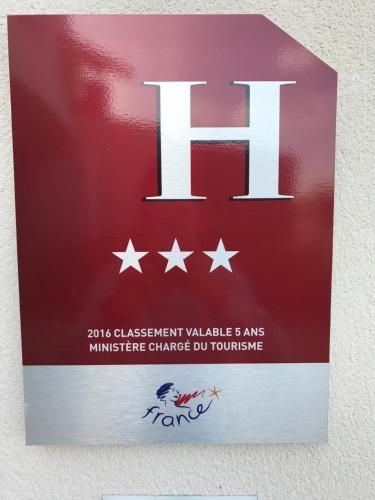 H
2016 CLASSEMENT VALABLE 5 ANS
MINISTÈRE CHARGÉ DU TOURISME
france